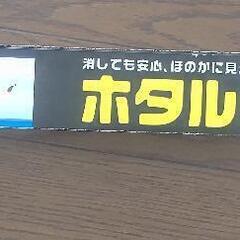 消しても安心、ほのかに見
ホタル